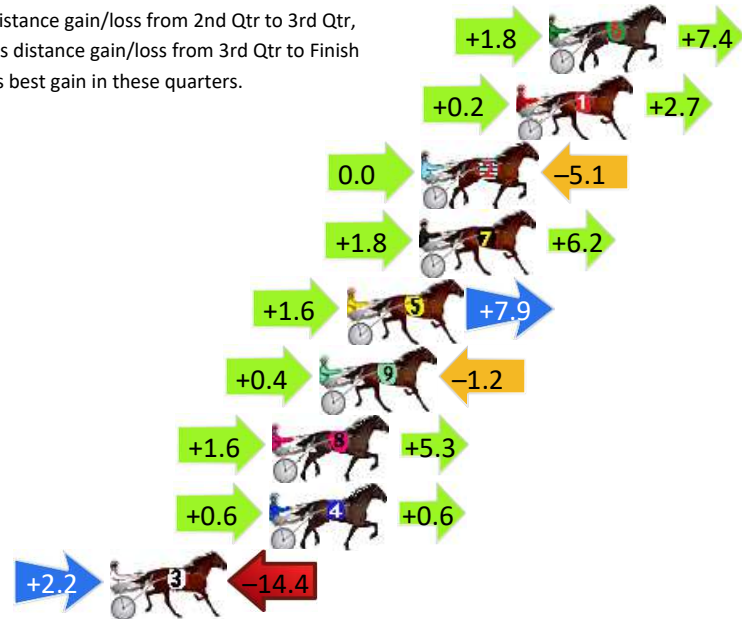 istance gain/loss from 2nd Qtr to 3rd Qtr,
s distance gain/loss from 3rd Qtr to Finish
s best gain in these quarters.
+1.8 6 +7.4
+0.2 1 +2.7
0.0 2 –5.1
+1.8 7 +6.2
+1.6 5 +7.9
+0.4 9 –1.2
+1.6 8 +5.3
+0.6 4 +0.6
+2.2 3 –14.4